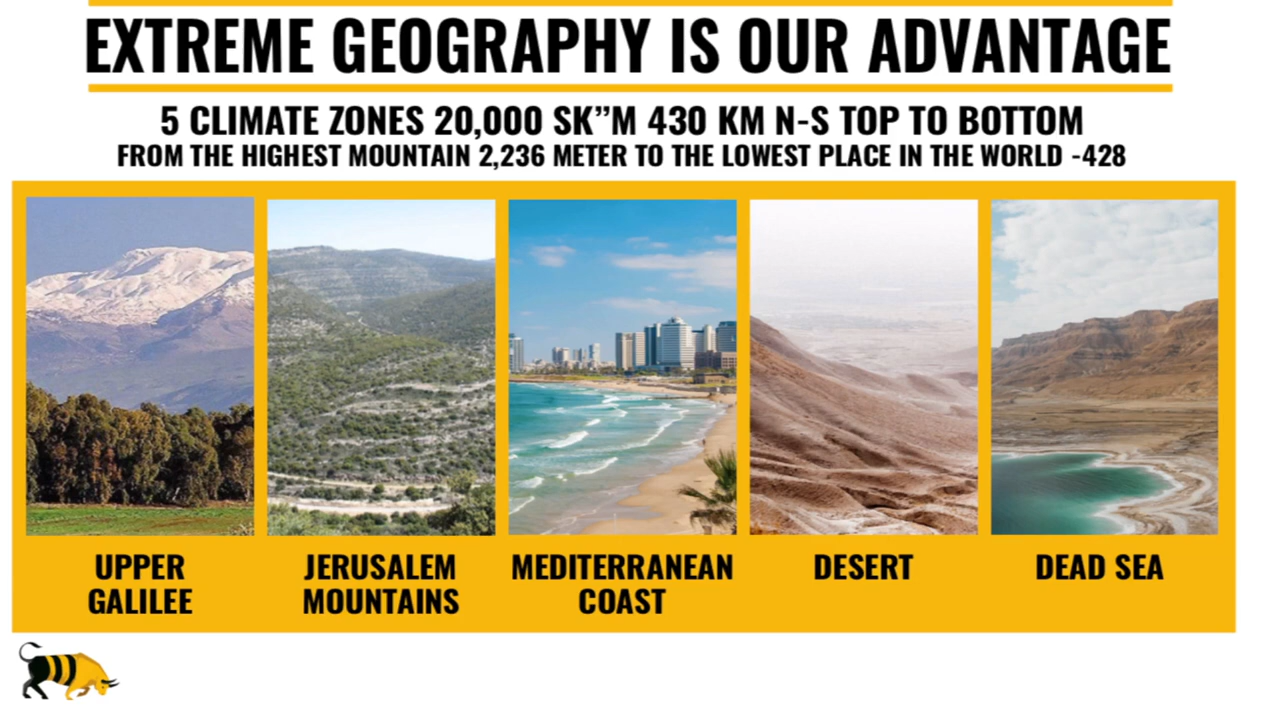 EXTREME GEOGRAPHY IS OUR ADVANTAGE
5 CLIMATE ZONES 20,000 SK”M 430 KM N-S TOP TO BOTTOM
FROM THE HIGHEST MOUNTAIN 2,236 METER TO THE LOWEST PLACE IN THE WORLD -428
UPPER
GALILEE
JERUSALEM
MOUNTAINS
MEDITERRANEAN
COAST
DESERT
DEAD SEA